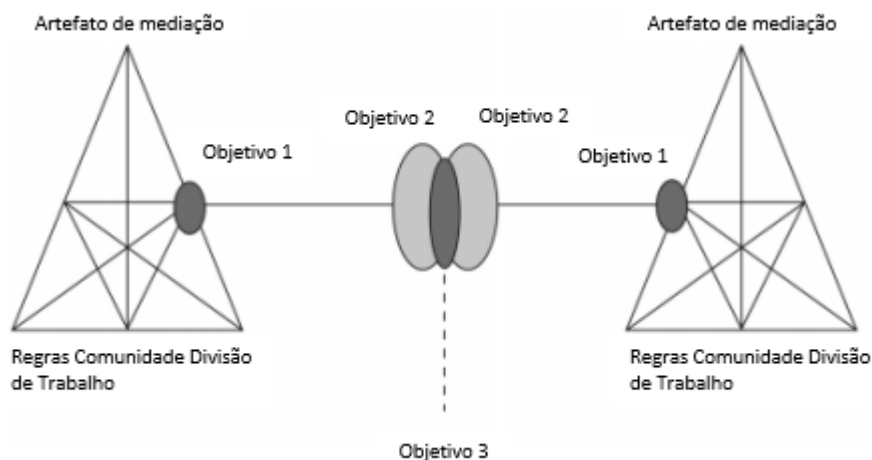 Artefato de mediação
Artefato de mediação
Objetivo 2
Objetivo 2
Objetivo 1
Objetivo 1
Regras Comunidade Divisão
de Trabalho
Regras Comunidade Divisão
de Trabalho
Objetivo 3